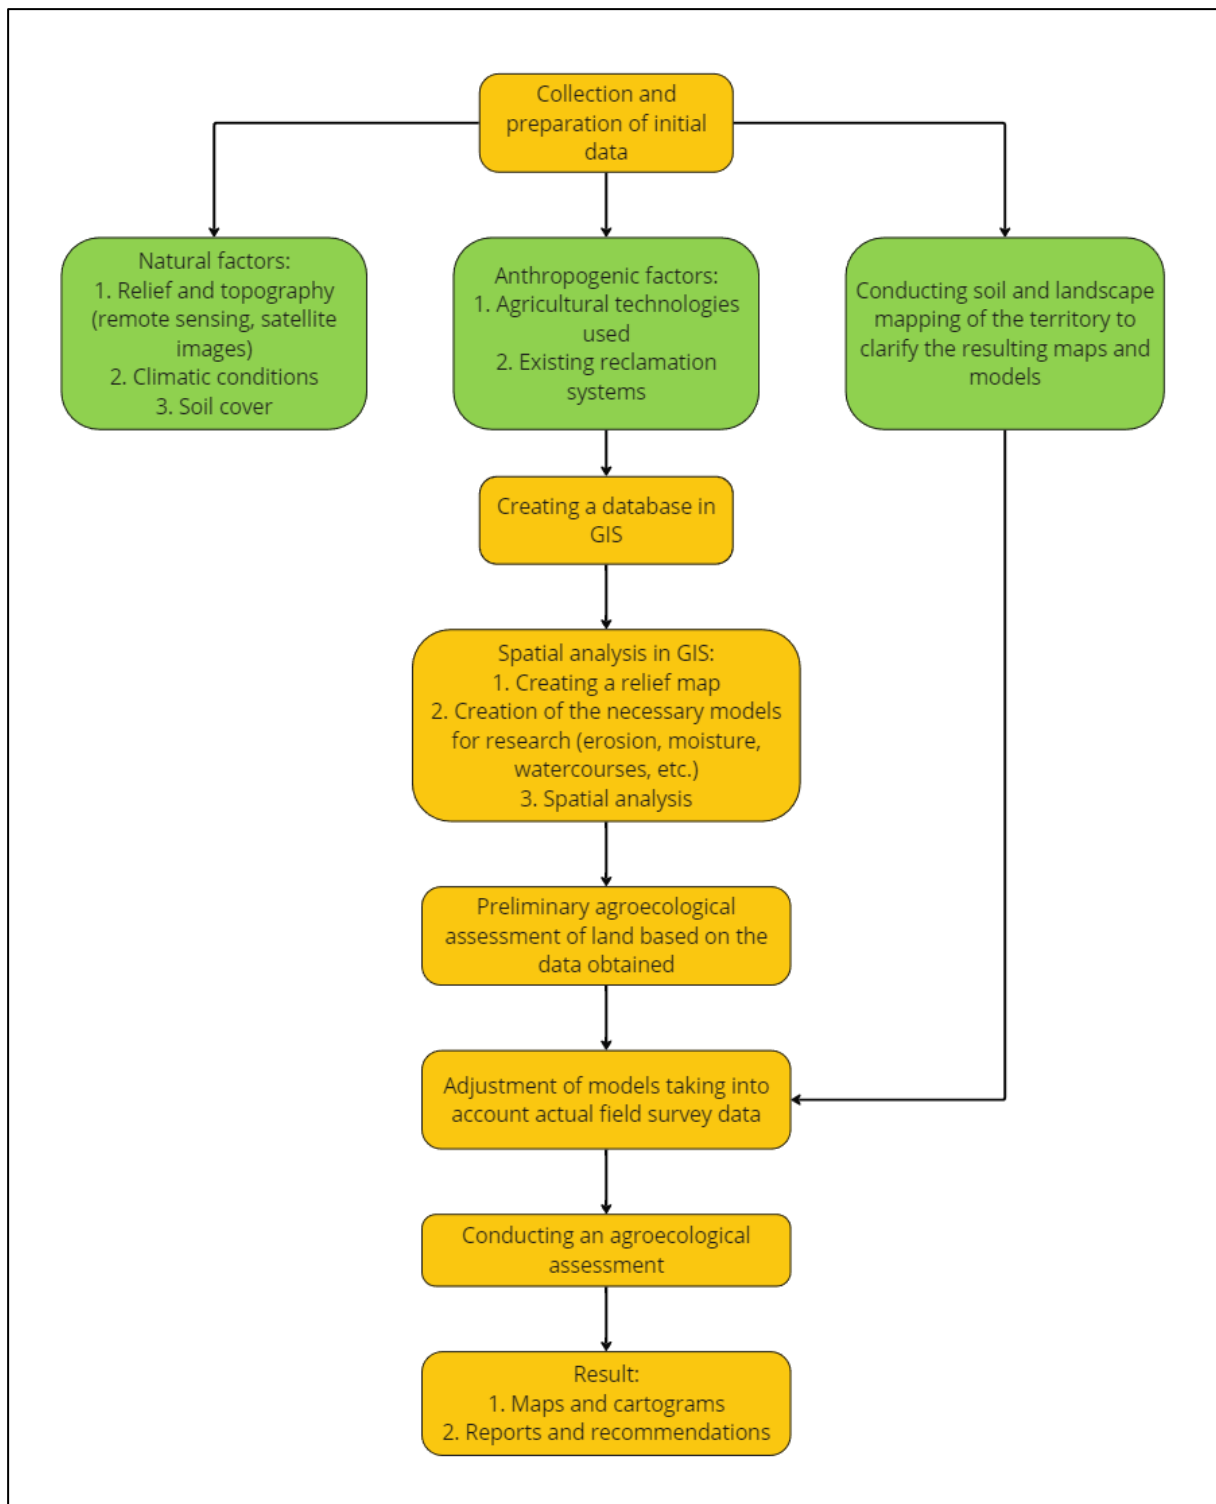 Collection and
preparation of initial
data
Natural factors:
1. Relief and topography
(remote sensing, satellite
images)
2. Climatic conditions
3. Soil cover
Anthropogenic factors:
1. Agricultural technologies
used
2. Existing reclamation
systems
Conducting soil and landscape
mapping of the territory to
clarify the resulting maps and
models
Creating a database in
GIS
Spatial analysis in GIS:
1. Creating a relief map
2. Creation of the necessary models
for research (erosion, moisture,
watercourses, etc.)
3. Spatial analysis
Preliminary agroecological
assessment of land based on the
data obtained
Adjustment of models taking into
account actual field survey data
Conducting an agroecological
assessment
Result:
1. Maps and cartograms
2. Reports and recommendations